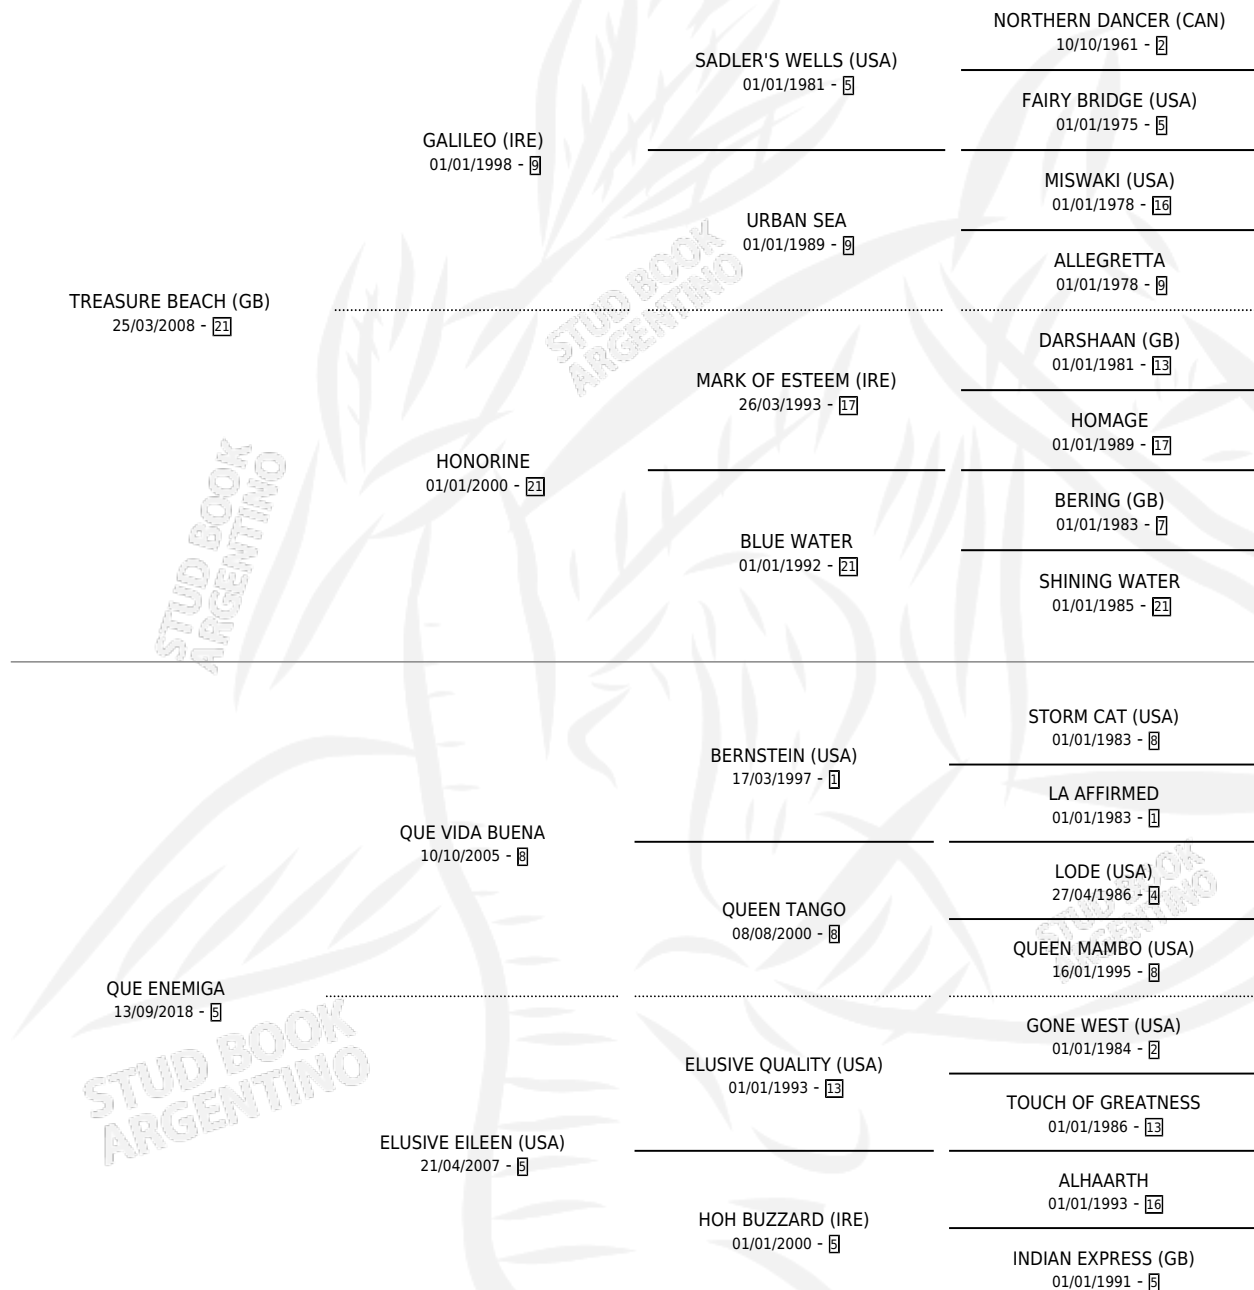 NORTHERN DANCER (CAN)
10/10/1961 - 2
SADLER'S WELLS (USA)
01/01/1981 - 5
FAIRY BRIDGE (USA)
01/01/1975 - 5
GALILEO (IRE)
01/01/1998 - 9
MISWAKI (USA)
01/01/1978 - 16
URBAN SEA
01/01/1989 - 9
ALLEGRETTA
01/01/1978 - 9
TREASURE BEACH (GB)
25/03/2008 - 21
DARSHAAN (GB)
01/01/1981 - 13
MARK OF ESTEEM (IRE)
26/03/1993 - 17
HOMAGE
01/01/1989 - 17
HONORINE
01/01/2000 - 21
BERING (GB)
01/01/1983 - 7
BLUE WATER
01/01/1992 - 21
SHINING WATER
01/01/1985 - 21
STUD BOOK
ARGENTINO
STUD BOOK
ARGENTINO
STORM CAT (USA)
01/01/1983 - 8
BERNSTEIN (USA)
17/03/1997 - 1
LA AFFIRMED
01/01/1983 - 1
QUE VIDA BUENA
10/10/2005 - 8
LODE (USA)
27/04/1986 - 4
QUEEN TANGO
08/08/2000 - 8
QUEEN MAMBO (USA)
16/01/1995 - 8
QUE ENEMIGA
13/09/2018 - 5
GONE WEST (USA)
01/01/1984 - 2
ELUSIVE QUALITY (USA)
01/01/1993 - 13
TOUCH OF GREATNESS
01/01/1986 - 13
ELUSIVE EILEEN (USA)
21/04/2007 - 5
ALHAARTH
01/01/1993 - 16
HOH BUZZARD (IRE)
01/01/2000 - 5
INDIAN EXPRESS (GB)
01/01/1991 - 5
STUD BOOK
ARGENTINO
STUD BOOK
ARGENTINO